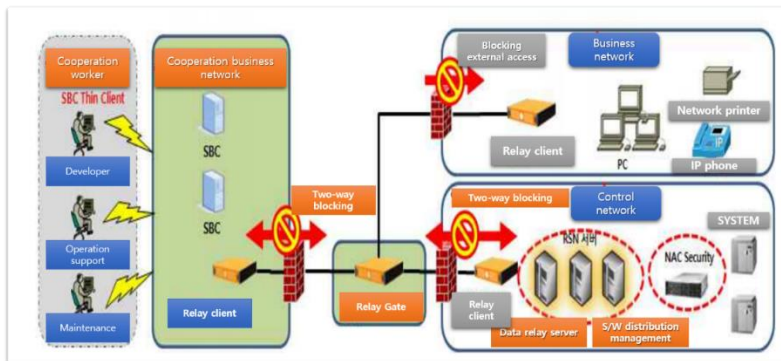 Cooperation
worker
SBC Thin Client
Developer
Operation
support
Maintenance
Cooperation business
network
SBC
SBC
Relay client
Two-way
blocking
Relay Gate
Blocking
external access
Business
network
Relay client
PC
Network printer
IP
IP phone
Two-way blocking
Control
network
Relay
client
RSN 서버
Data relay server
S/W distribution
management
NAC Security
SYSTEM